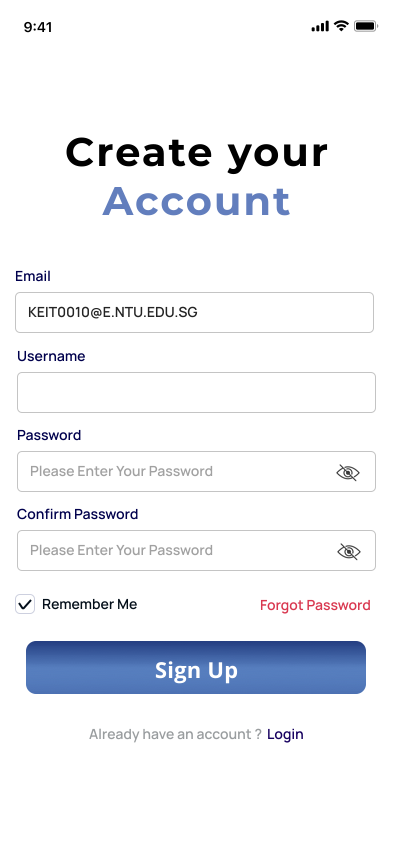 9:41
Create your
Account
Email
KEIT0010@E.NTU.EDU.SG
Username
Password
Please Enter Your Password
Confirm Password
Please Enter Your Password
Remember Me Forgot Password
Sign Up
Already have an account ? Login